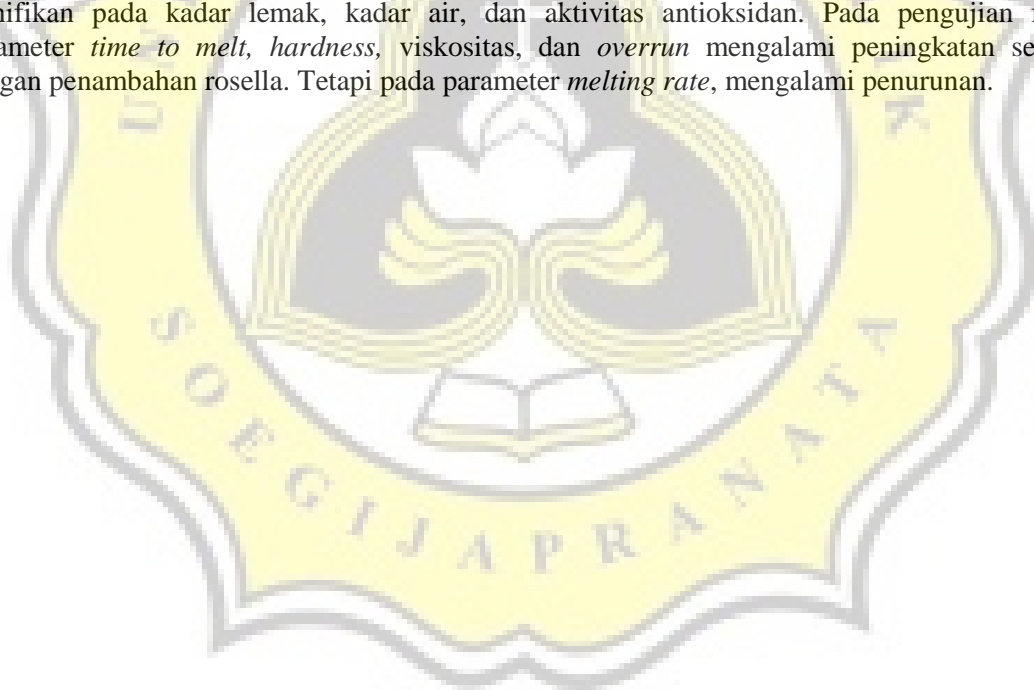 nifikan pada kadar lemak, kadar air, dan aktivitas antioksidan. Pada pengujian
ameter time to melt, hardness, viskositas, dan overrun mengalami peningkatan se
gan penambahan rosella. Tetapi pada parameter melting rate, mengalami penurunan.
SOEGIJAPRANATA